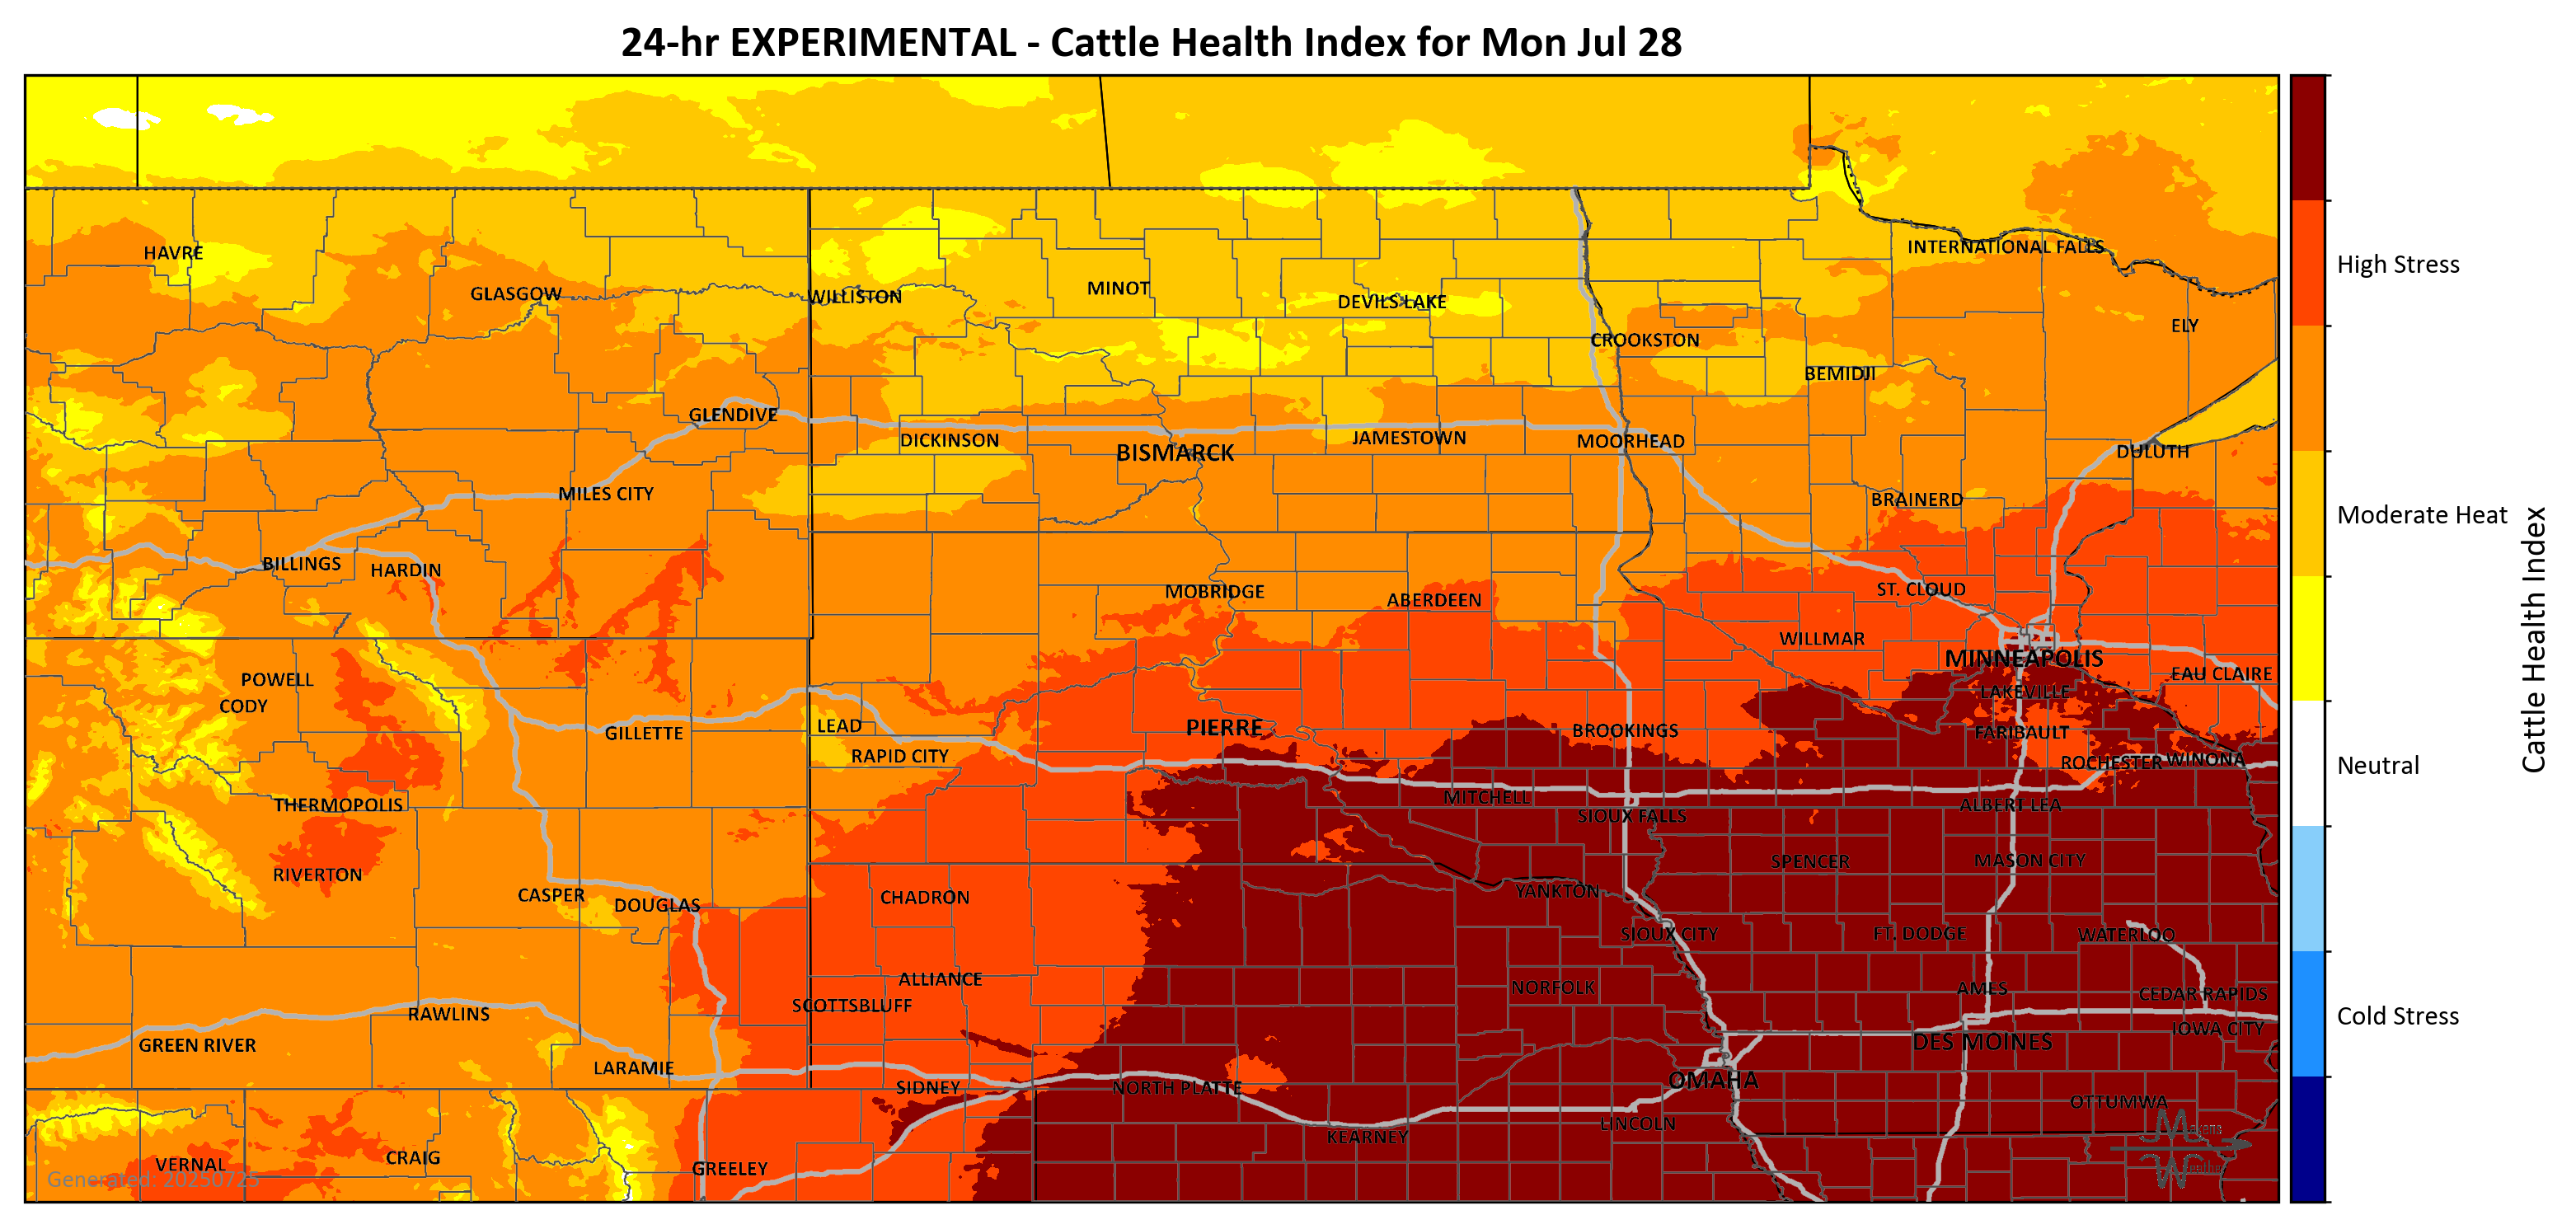 24-hr EXPERIMENTAL - Cattle Health Index for Mon Jul 28
HAVRE
INTERNATIONAL FALLS
GLASGOW
WILLISTON
MINOT
DEVILS LAKE
ELY
CROOKSTON
BEMIDJI
GLENDIVE
DICKINSON
BISMARCK
JAMESTOWN
MOORHEAD
DULUTH
MILES CITY
BRAINERD
BILLINGS
HARDIN
MOBRIDGE
ABERDEEN
ST. CLOUD
WILLMAR
MINNEAPOLIS
EAU CLAIRE
POWELL
CODY
LAKEVILLE
GILLETTE
LEAD
PIERRE
BROOKINGS
FARIBAULT
RAPID CITY
ROCHESTER
WINONA
THERMOPOLIS
MITCHELL
SIOUX FALLS
ALBERT LEA
RIVERTON
SPENCER
MASON CITY
CASPER
DOUGLAS
CHADRON
YANKTON
SIOUX CITY
FT. DODGE
WATERLOO
ALLIANCE
SCOTTSBLUFF
NORFOLK
AMES
CEDAR RAPIDS
RAWLINS
IOWA CITY
GREEN RIVER
DES MOINES
LARAMIE
SIDNEY
NORTH PLATTE
OMAHA
OTTUMWA
LINCOLN
KEARNEY
VERNAL
CRAIG
GREELEY
Generated: 20250725
High Stress
Moderate Heat
Neutral
Cold Stress
Cattle Health Index